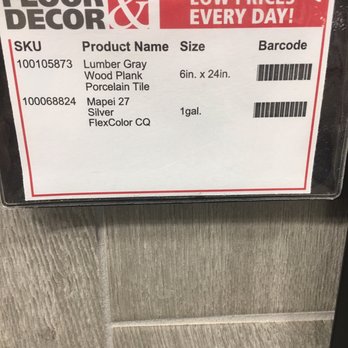 FLOOR &
DECOR
LOW PRICES
EVERY DAY!
SKU Product Name Size Barcode
100105873 Lumber Gray
Wood Plank 6in. x 24in.
Porcelain Tile
100068824 Mapei 27
Silver 1gal.
FlexColor CQ